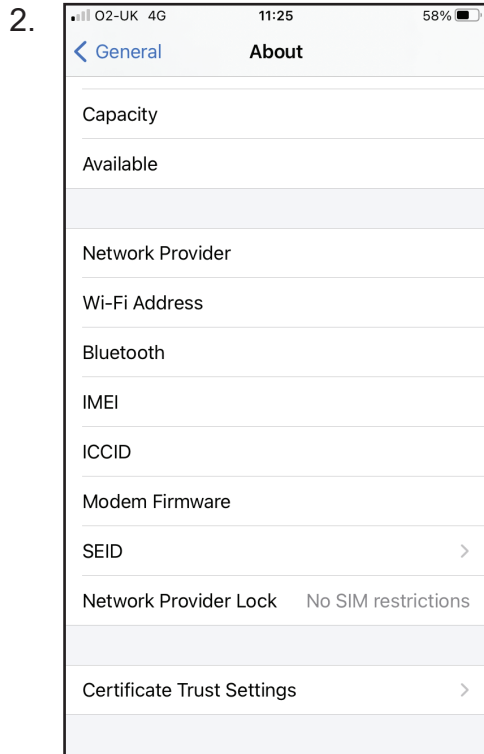 2.
O2-UK 4G 11:25 58%
General About
Capacity
Available
Network Provider
Wi-Fi Address
Bluetooth
IMEI
ICCID
Modem Firmware
SEID
Network Provider Lock No SIM restrictions
Certificate Trust Settings